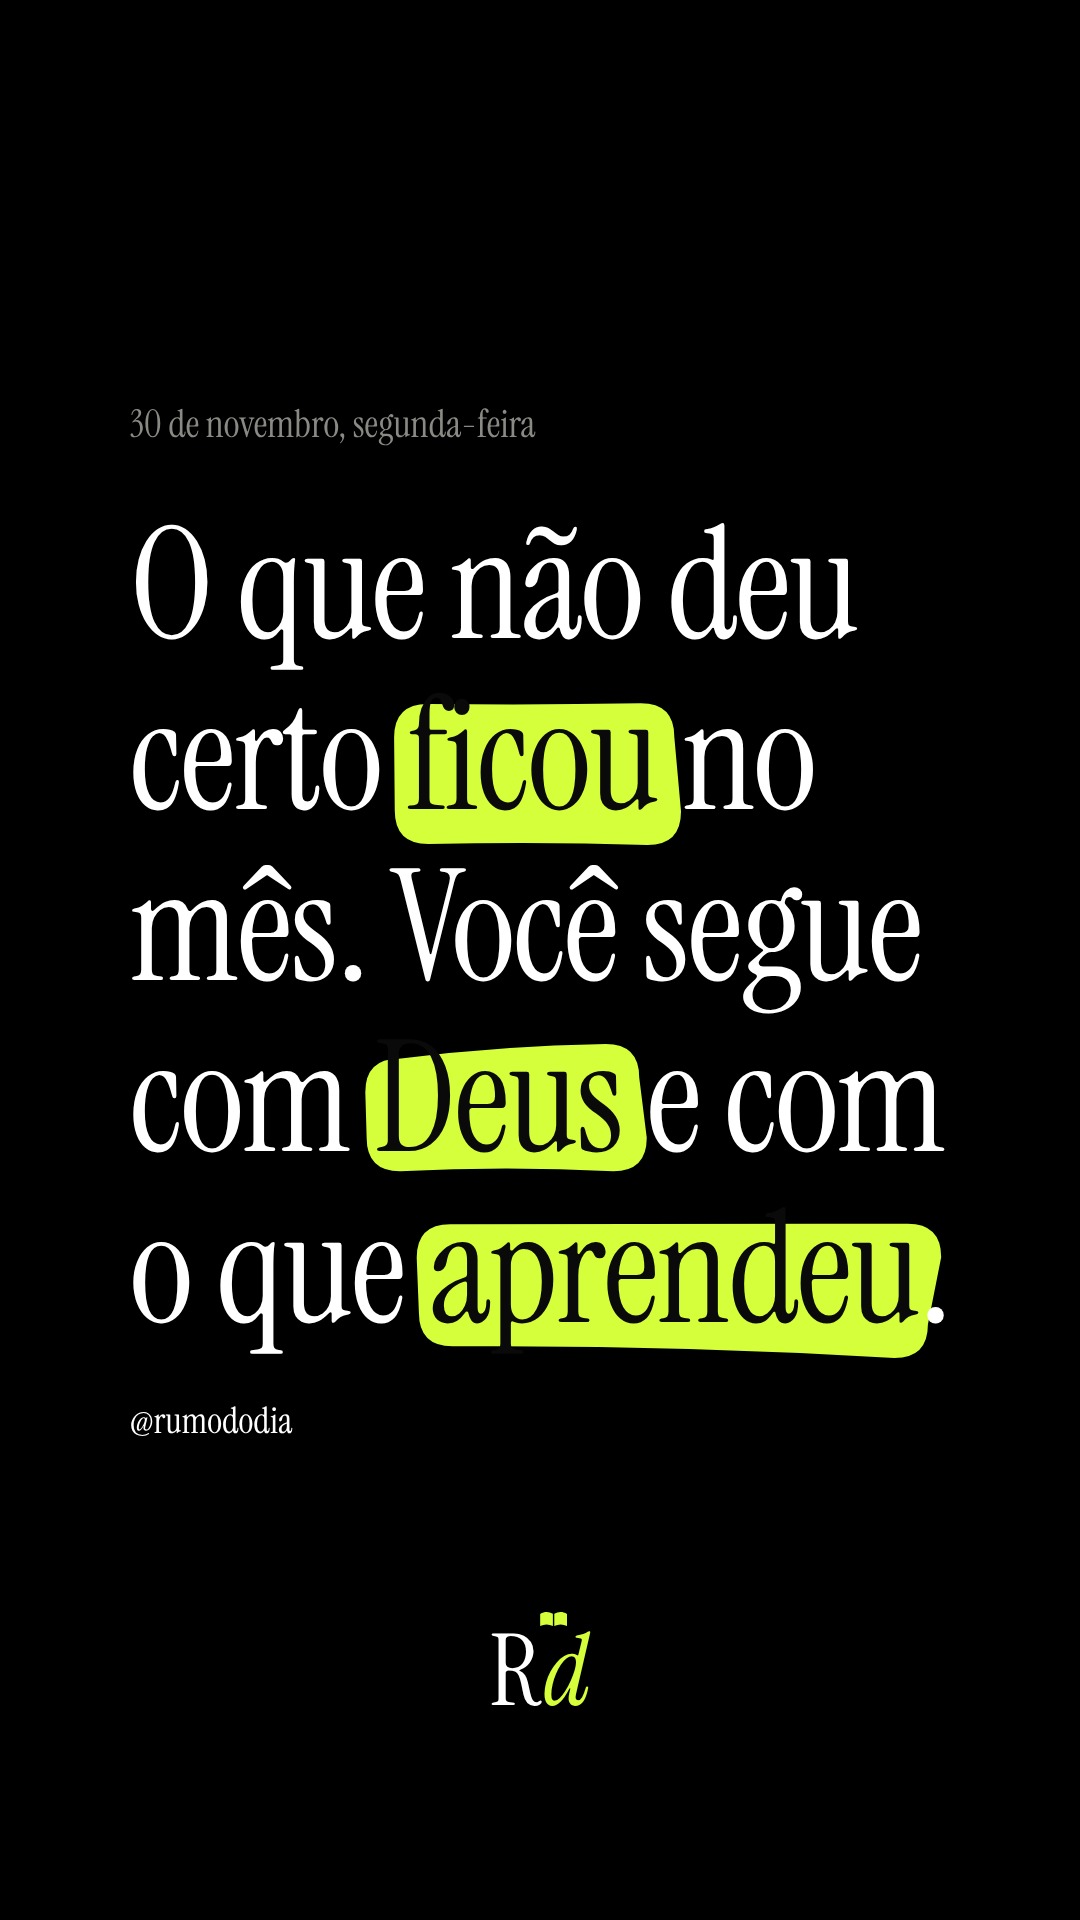 30 de novembro, segunda-feira
O que não deu
certo ficou no
mês. Você segue
com Deus e com
o que aprendeu.
@rumododia
Rd